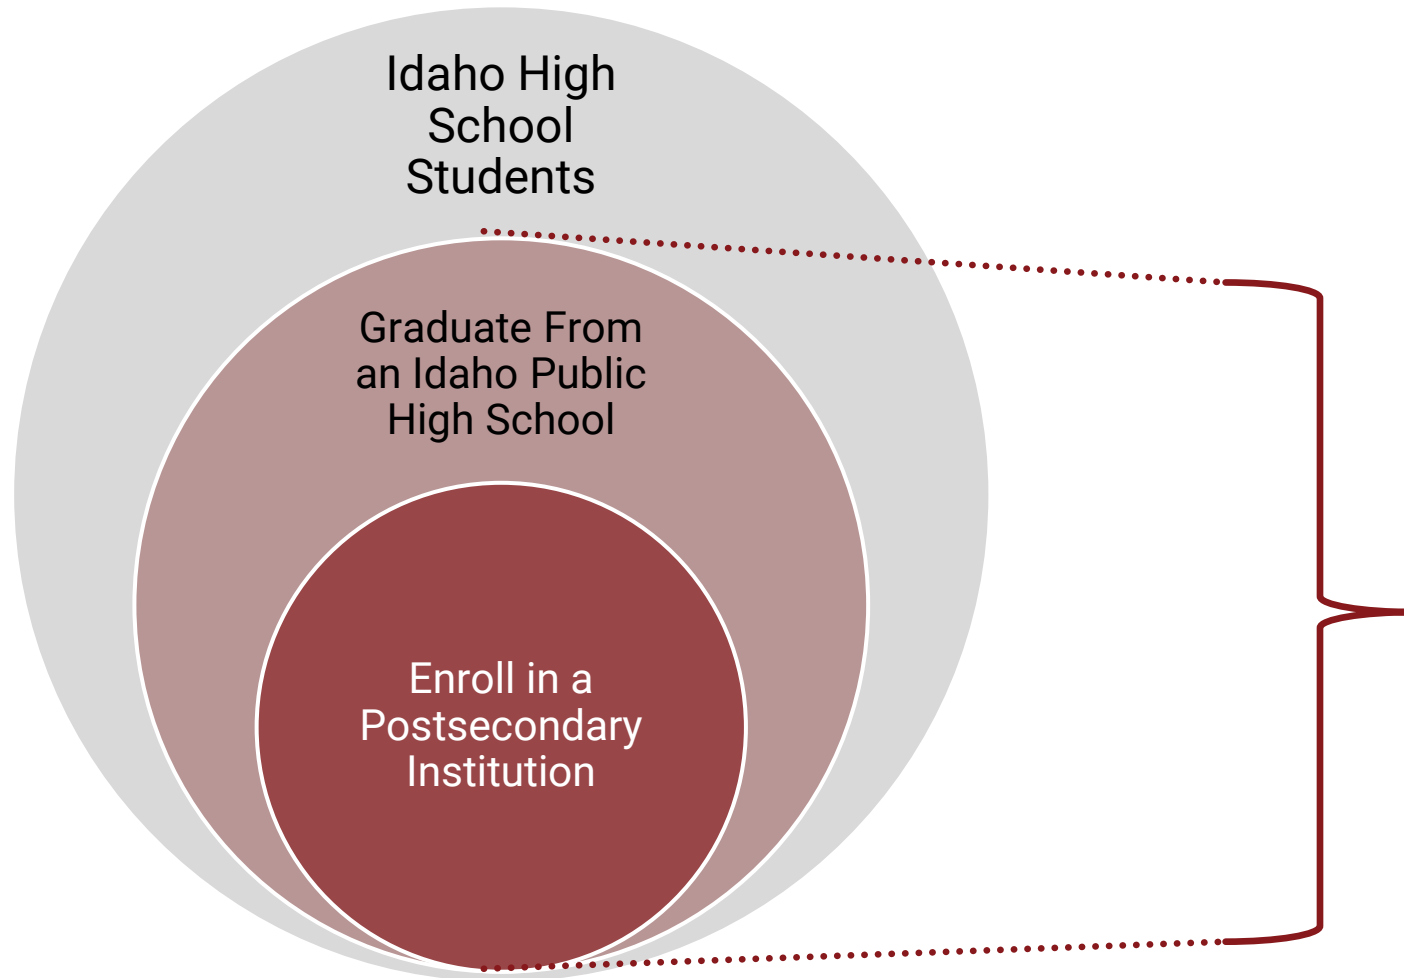 Idaho High
School
Students
Graduate From
an Idaho Public
High School
Enroll in a
Postsecondary
Institution